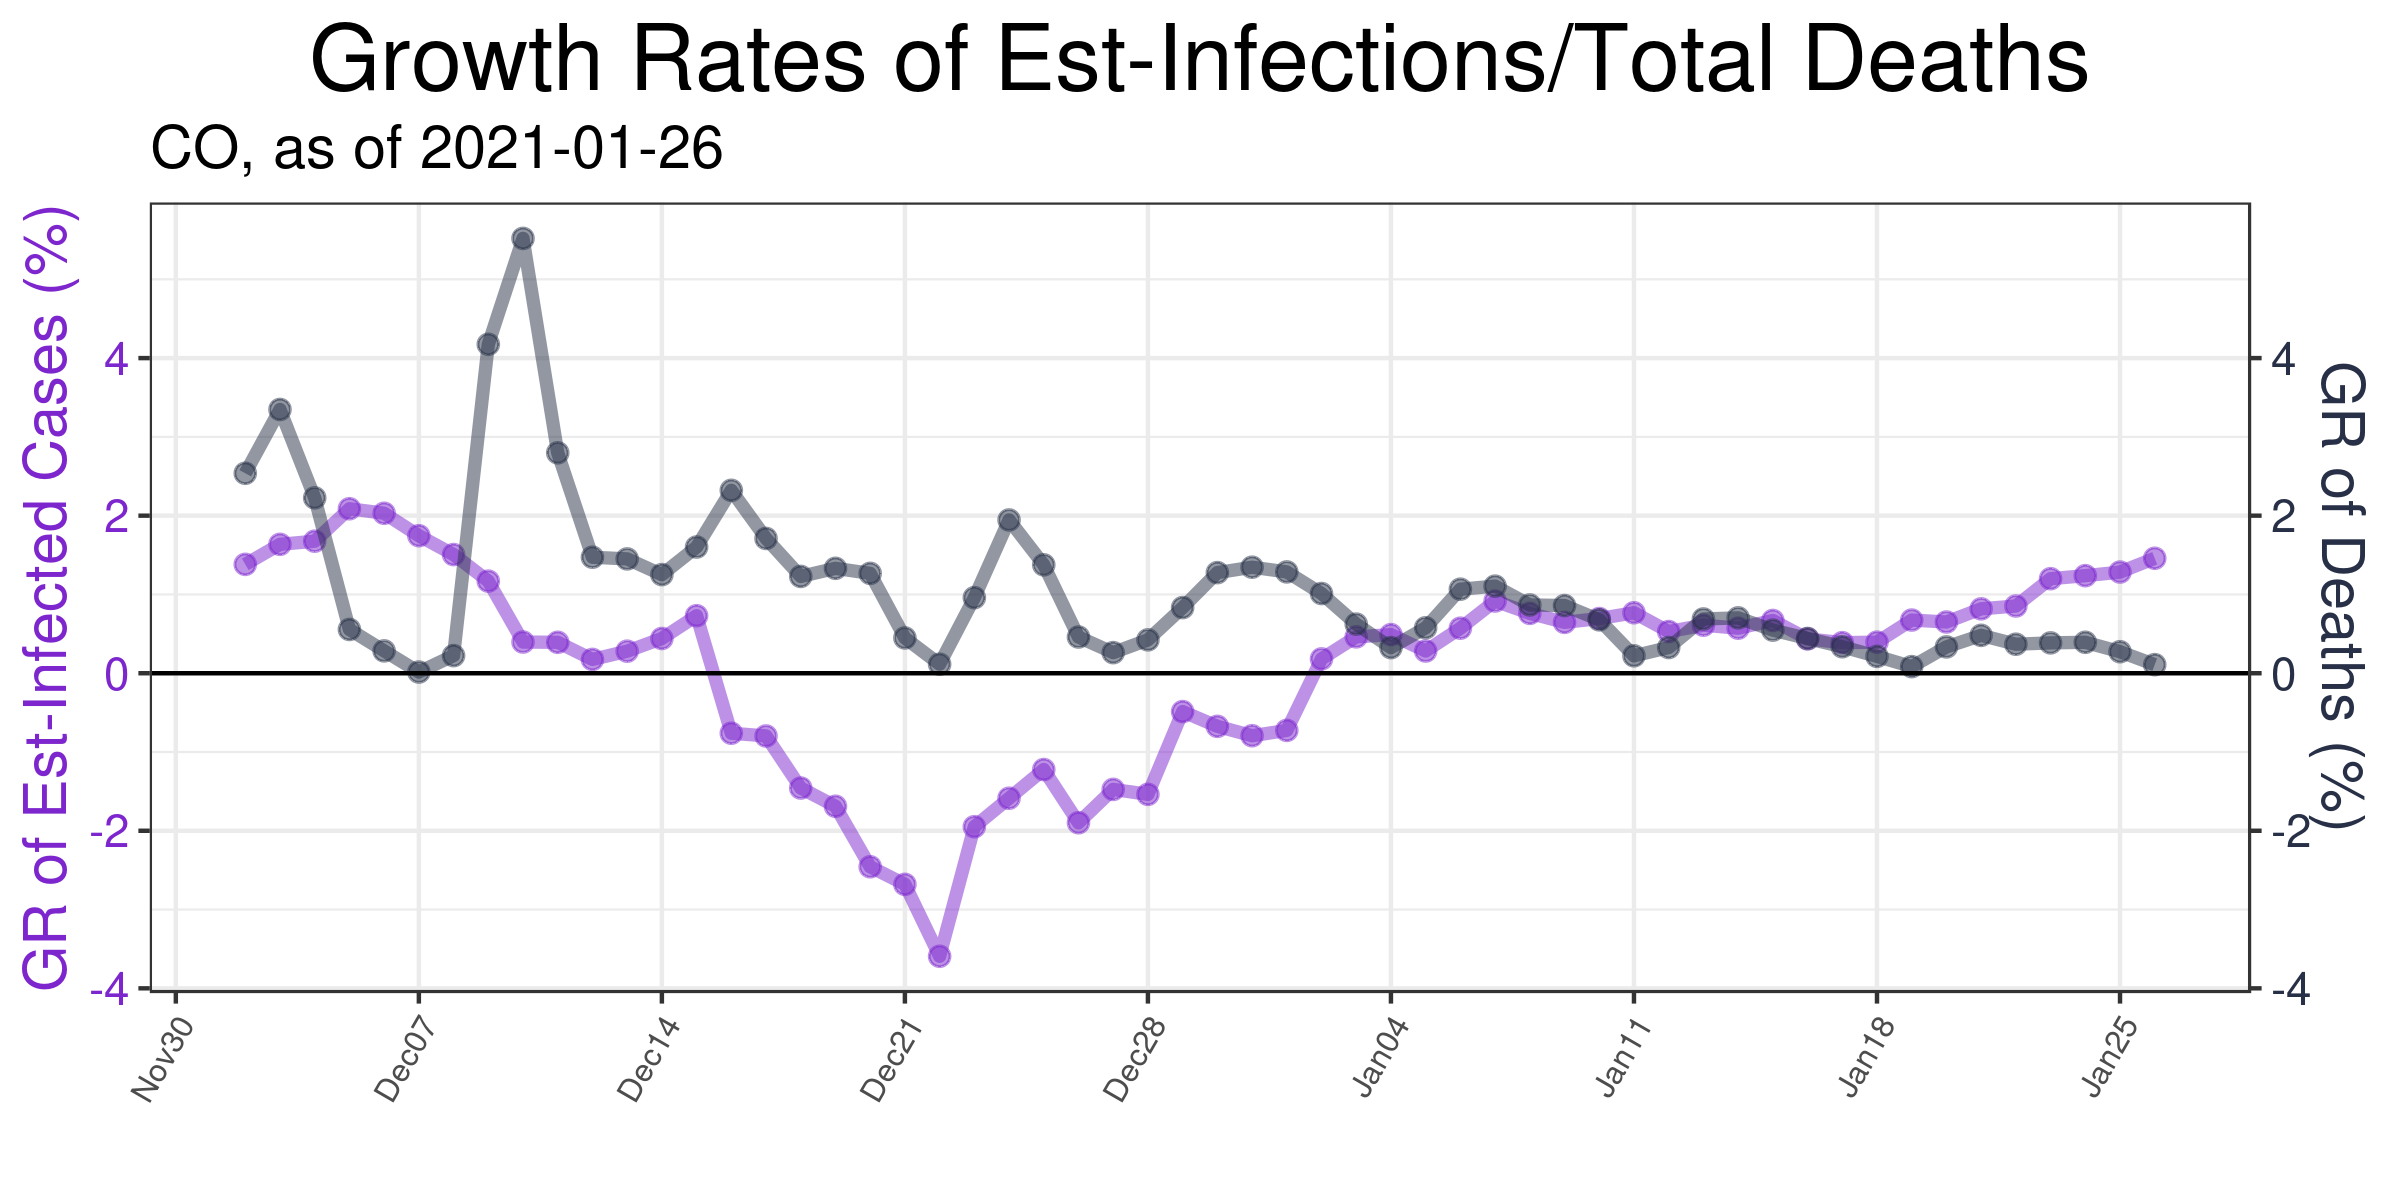 Growth Rates of Est-Infections/Total Deaths
CO, as of 2021-01-26
GR of Est-Infected Cases (%)
4
2
0
-2
-4
4
2
0
-2
-4
GR of Deaths (%)
Nov30
Dec07
Dec14
Dec21
Dec28
Jan04
Jan11
Jan18
Jan25